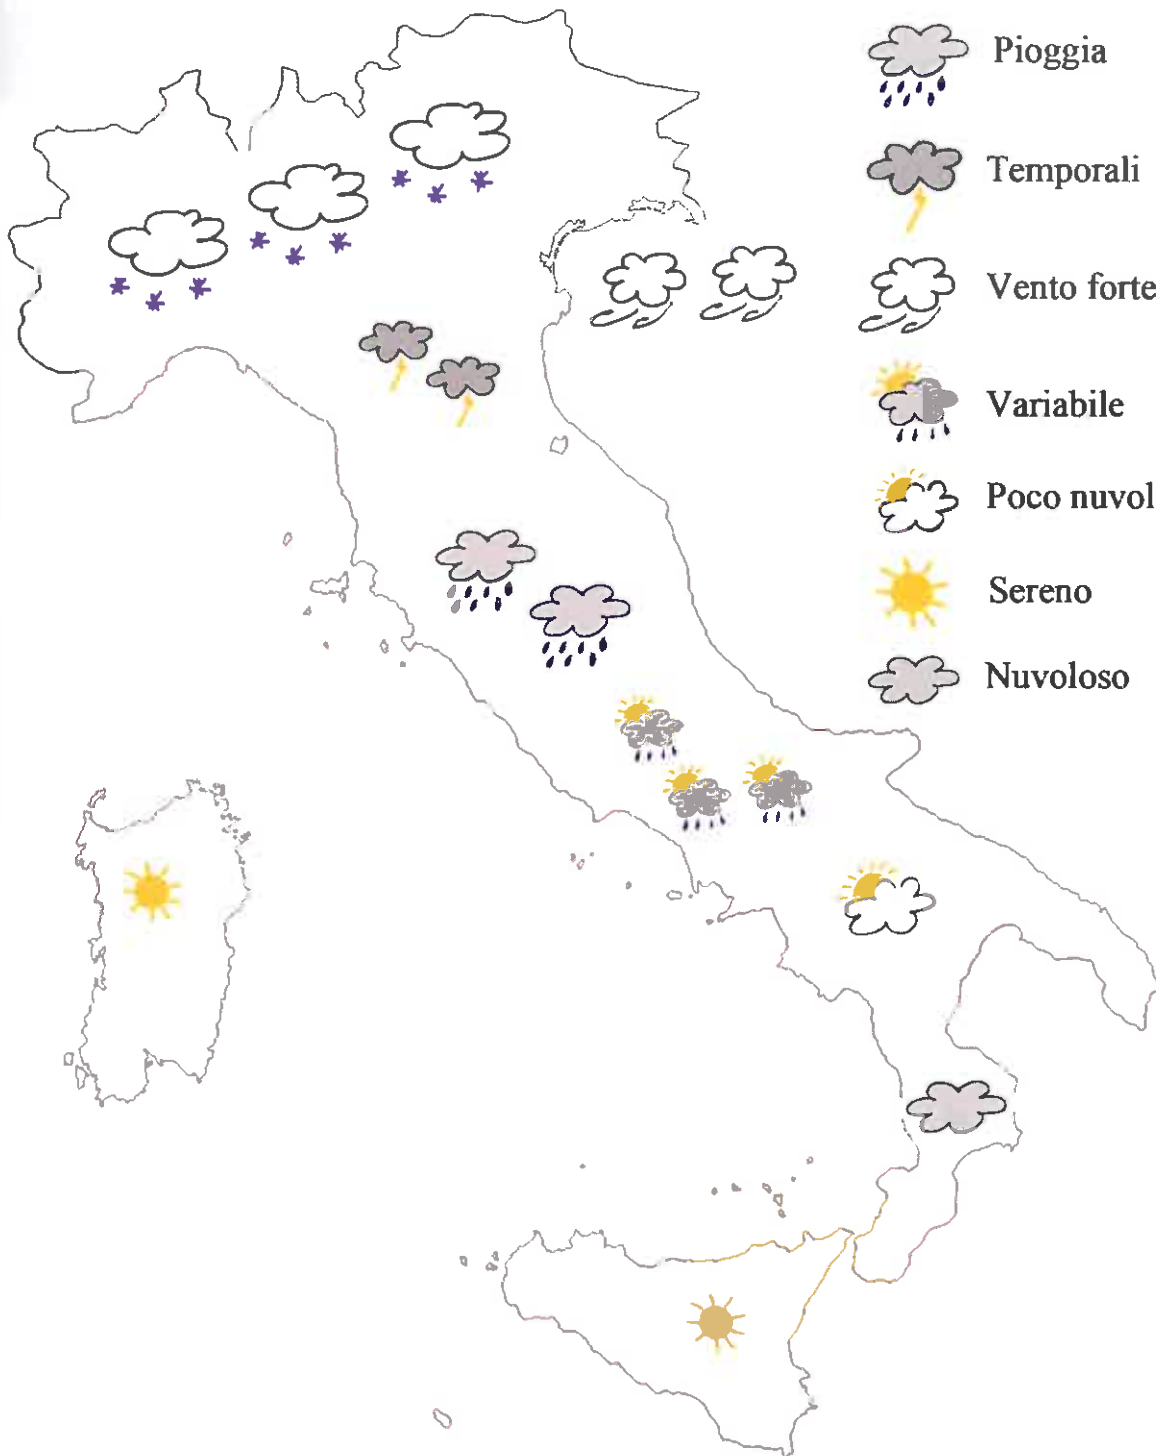 Pioggia
Temporali
Vento forte
Variabile
Poco nuvol
Sereno
Nuvoloso